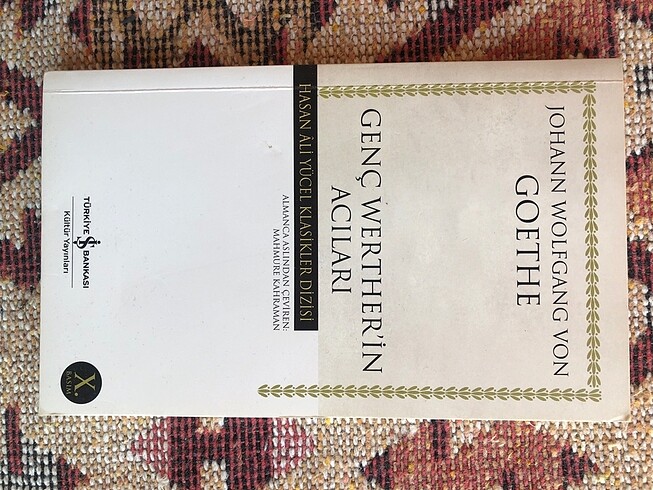 JOHANN WOLFGANG VON
GOETHE
GENÇ WERTHER'İN
ACILARI
HASAN ÂLİ YÜCEL KLASİKLER DİZİSİ
ALMANCA ASLINDAN ÇEVİREN:
MAHMURE KAHRAMAN
TÜRKİYE İŞ BANKASI
Kültür Yayınları
X.
BASIM